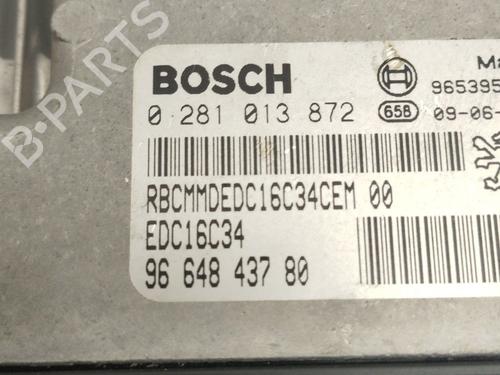 BOSCH
0 281 013 872
RBCMMDEDC16C34CEM 00
EDC16C34
96 648 437 80
Ma
965395
658 09-06-
B-PARTS